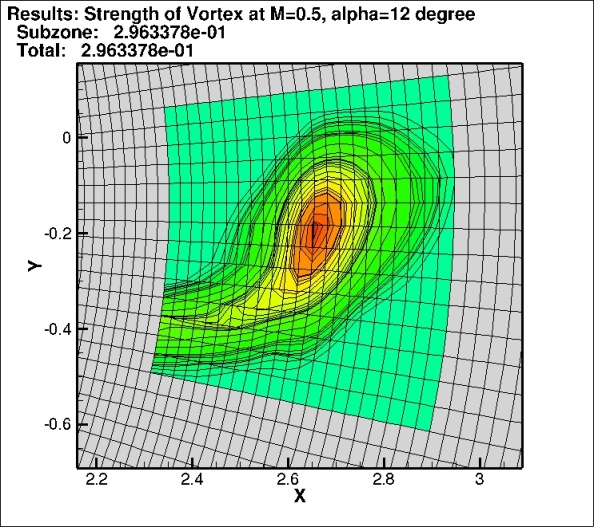 Results: Strength of Vortex at M=0.5, alpha=12 degree
Subzone: 2.963378e-01
Total: 2.963378e-01
0
-0.2
Y
-0.4
-0.6
2.2 2.4 2.6 2.8 3
X